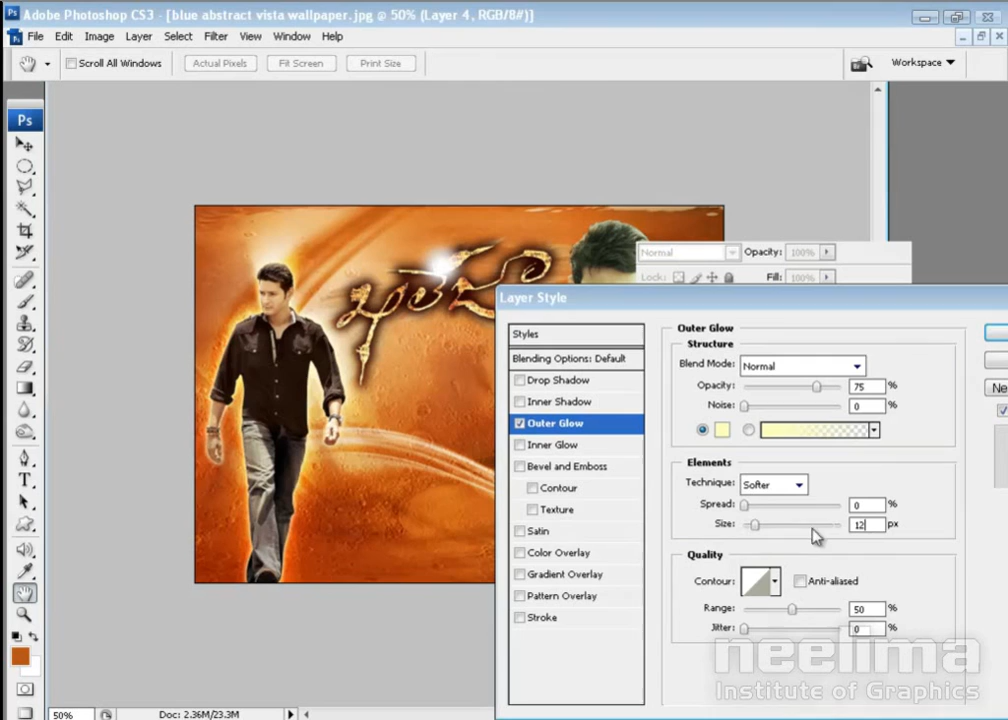 Adobe Photoshop CS3 - [blue abstract vista wallpaper.jpg @ 50% (Layer 4, RGB/8#)]
File Edit Image Layer Select Filter View Window Help
Scroll All Windows Actual Pixels Fit Screen Print Size Workspace
Ps
ఖలేజా
Normal Opacity: 100%
Lock: Fill: 100%
Layer Style
Styles
Blending Options: Default
Drop Shadow
Inner Shadow
Outer Glow
Inner Glow
Bevel and Emboss
Contour
Texture
Satin
Color Overlay
Gradient Overlay
Pattern Overlay
Stroke
Outer Glow
Structure
Blend Mode: Normal
Opacity: 75 %
Noise: 0 %
Elements
Technique: Softer
Spread: 0 %
Size: 12 px
Quality
Contour: Anti-aliased
Range: 50 %
Jitter: 0 %
Ne
neelima
Institute of Graphics
50% Doc: 2.36M/23.3M